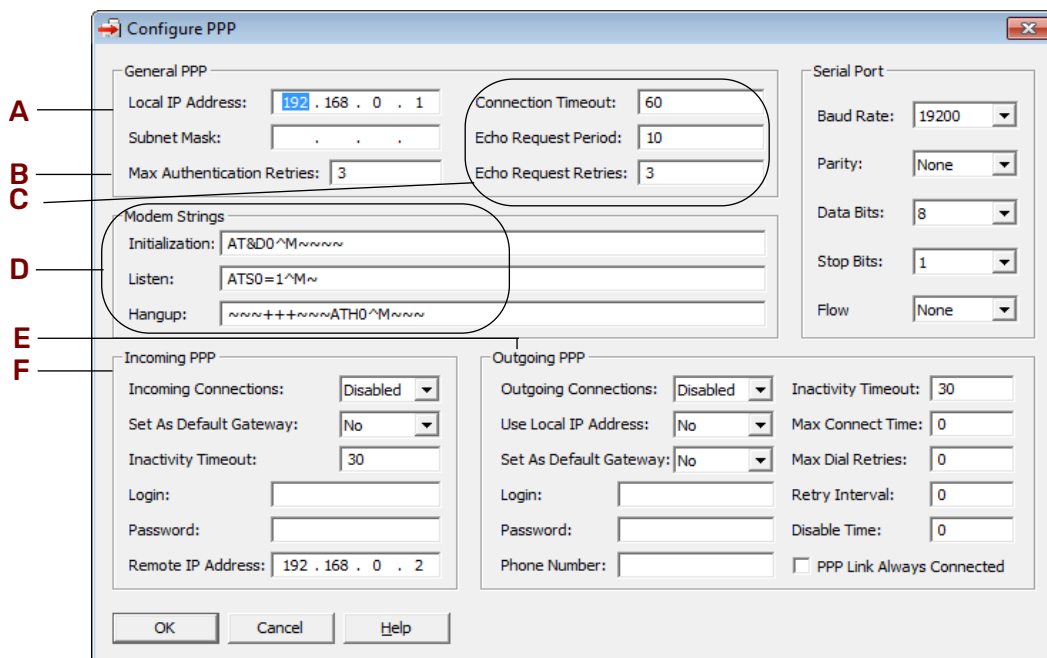 Configure PPP
General PPP
A
Local IP Address: 192 . 168 . 0 . 1
Subnet Mask: . . .
B
Max Authentication Retries: 3
C
Connection Timeout: 60
Echo Request Period: 10
Echo Request Retries: 3
Serial Port
Baud Rate: 19200
Parity: None
Data Bits: 8
Stop Bits: 1
Flow None
Modem Strings
D
Initialization: AT&D0^M~~~~
Listen: ATS0=1^M~
Hangup: ~~~+++~~~ATH0^M~~~
E
F
Incoming PPP
Incoming Connections: Disabled
Set As Default Gateway: No
Inactivity Timeout: 30
Login:
Password:
Remote IP Address: 192 . 168 . 0 . 2
Outgoing PPP
Outgoing Connections: Disabled
Use Local IP Address: No
Set As Default Gateway: No
Login:
Password:
Phone Number:
Inactivity Timeout: 30
Max Connect Time: 0
Max Dial Retries: 0
Retry Interval: 0
Disable Time: 0
PPP Link Always Connected
OK Cancel Help